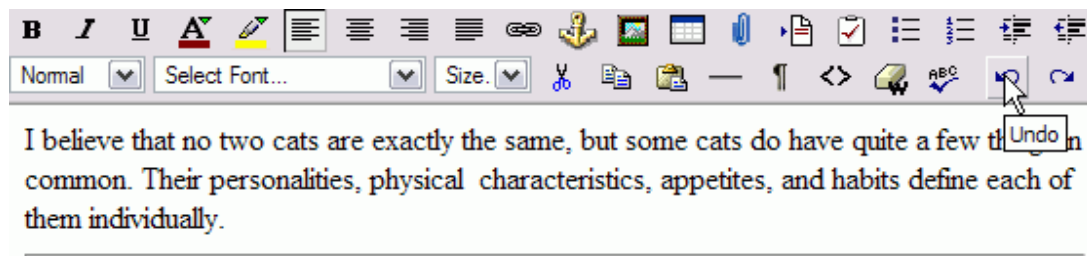 B I U A
Normal Select Font... Size. ABC
Undo
I believe that no two cats are exactly the same, but some cats do have quite a few
common. Their personalities, physical characteristics, appetites, and habits define each of
them individually.